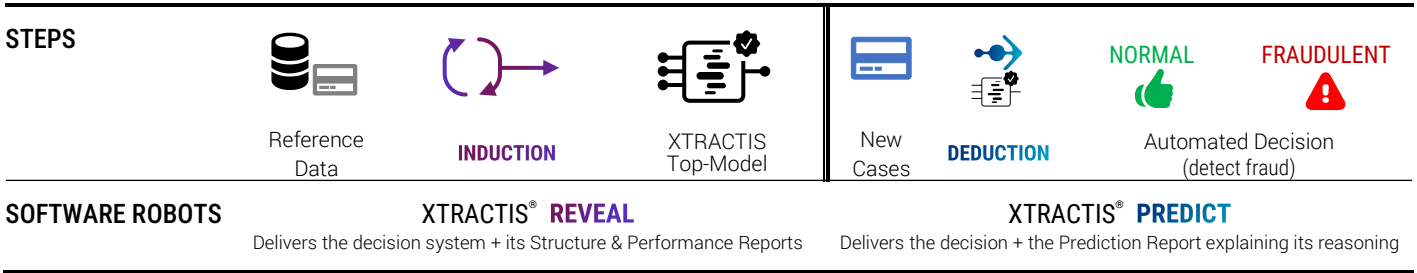 STEPS
NORMAL
FRAUDULENT
Reference
Data
INDUCTION
XTRACTIS
Top-Model
New
Cases
DEDUCTION
Automated Decision
(detect fraud)
SOFTWARE ROBOTS
XTRACTIS® REVEAL
Delivers the decision system + its Structure & Performance Reports
XTRACTIS® PREDICT
Delivers the decision + the Prediction Report explaining its reasoning